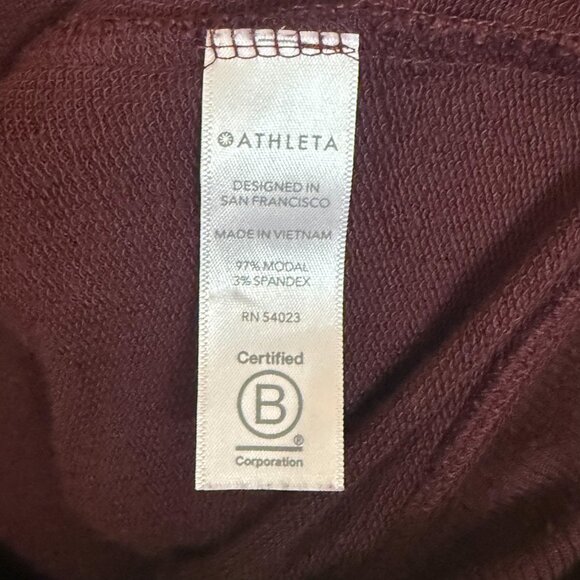 ATHLETA
DESIGNED IN
SAN FRANCISCO
MADE IN VIETNAM
97% MODAL
3% SPANDEX
RN 54023
Certified
B
®
Corporation